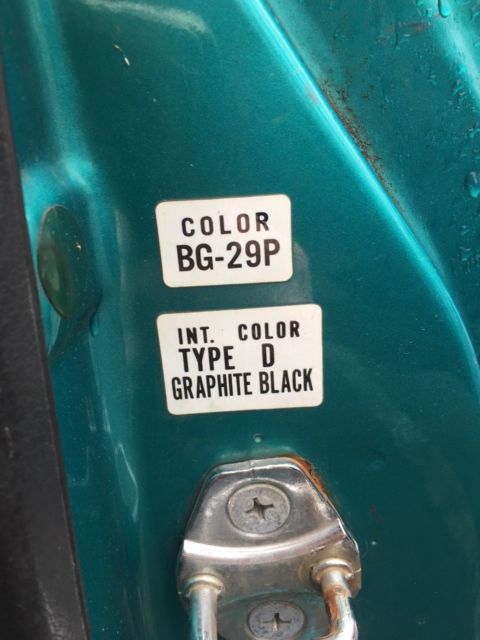 COLOR
BG-29P
INT. COLOR
TYPE D
GRAPHITE BLACK